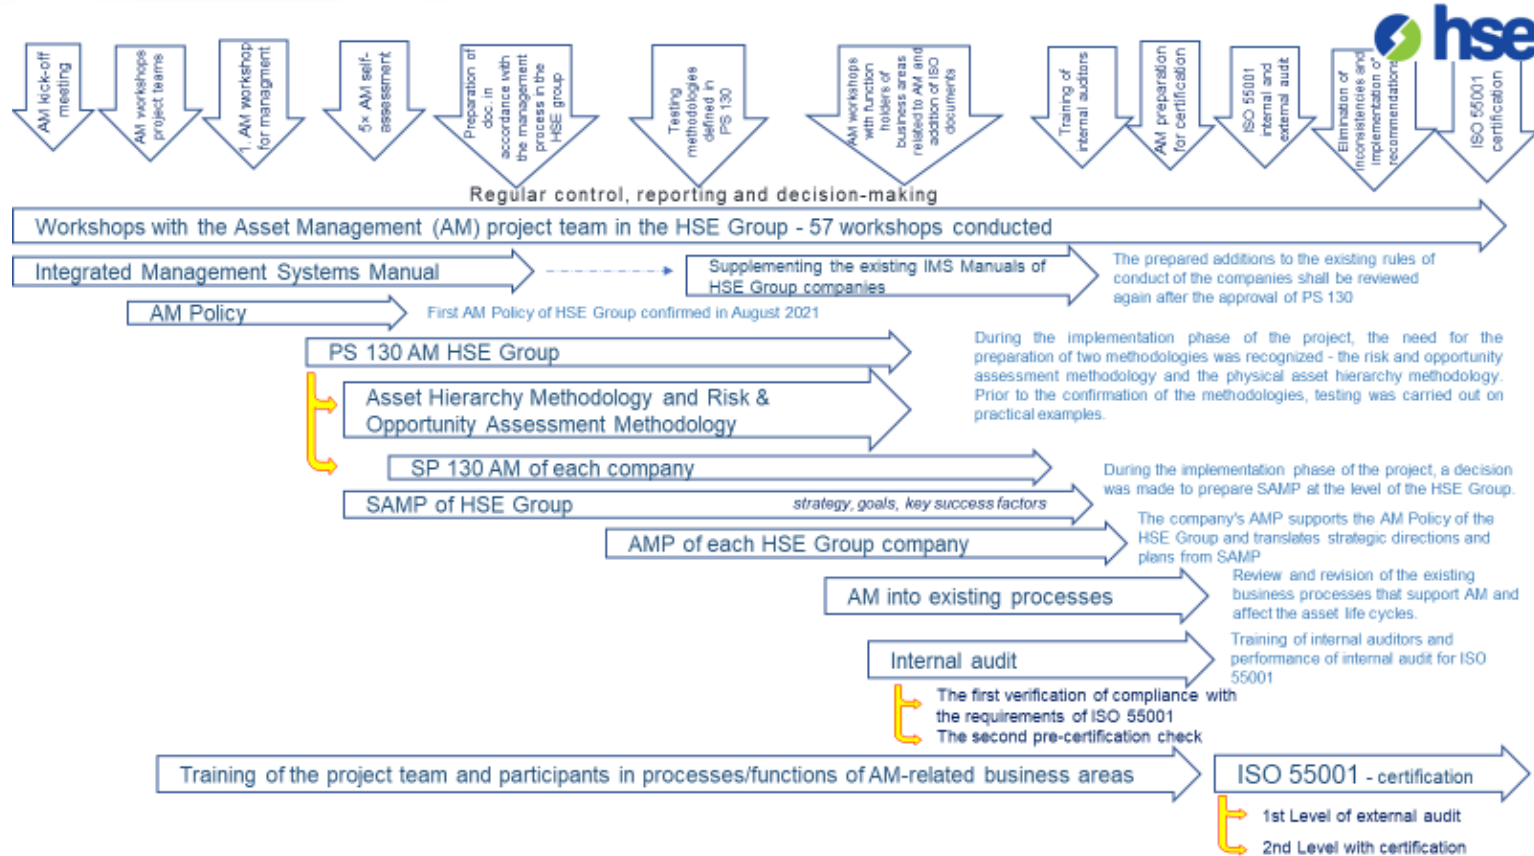 hse
AM kick-off
meeting
AM workshops
project teams
1. AM workshop
for managment
5x AM self-
assessment
Preparation of
doc. in
accordance with
the management
process in the
HSE group
Testing
methodologies
defined in
PS 130
AM workshops
with function
holders of
business areas
related to AM and
addition of ISO
documents
Training of
internal auditors
AM preparation
for certification
ISO 55001
internal and
external audit
Elimination of
inconsistencies and
implementation of
recommendations
ISO 55001
certification
Regular control, reporting and decision-making
Workshops with the Asset Management (AM) project team in the HSE Group - 57 workshops conducted
Integrated Management Systems Manual
Supplementing the existing IMS Manuals of
HSE Group companies
The prepared additions to the existing rules of
conduct of the companies shall be reviewed
again after the approval of PS 130
AM Policy
First AM Policy of HSE Group confirmed in August 2021
PS 130 AM HSE Group
During the implementation phase of the project, the need for the
preparation of two methodologies was recognized - the risk and opportunity
assessment methodology and the physical asset hierarchy methodology.
Prior to the confirmation of the methodologies, testing was carried out on
practical examples.
Asset Hierarchy Methodology and Risk &
Opportunity Assessment Methodology
SP 130 AM of each company
During the implementation phase of the project, a decision
was made to prepare SAMP at the level of the HSE Group.
SAMP of HSE Group
strategy, goals, key success factors
AMP of each HSE Group company
The company's AMP supports the AM Policy of the
HSE Group and translates strategic directions and
plans from SAMP
AM into existing processes
Review and revision of the existing
business processes that support AM and
affect the asset life cycles.
Internal audit
Training of internal auditors and
performance of internal audit for ISO
55001
The first verification of compliance with
the requirements of ISO 55001
The second pre-certification check
Training of the project team and participants in processes/functions of AM-related business areas
ISO 55001 - certification
1st Level of external audit
2nd Level with certification